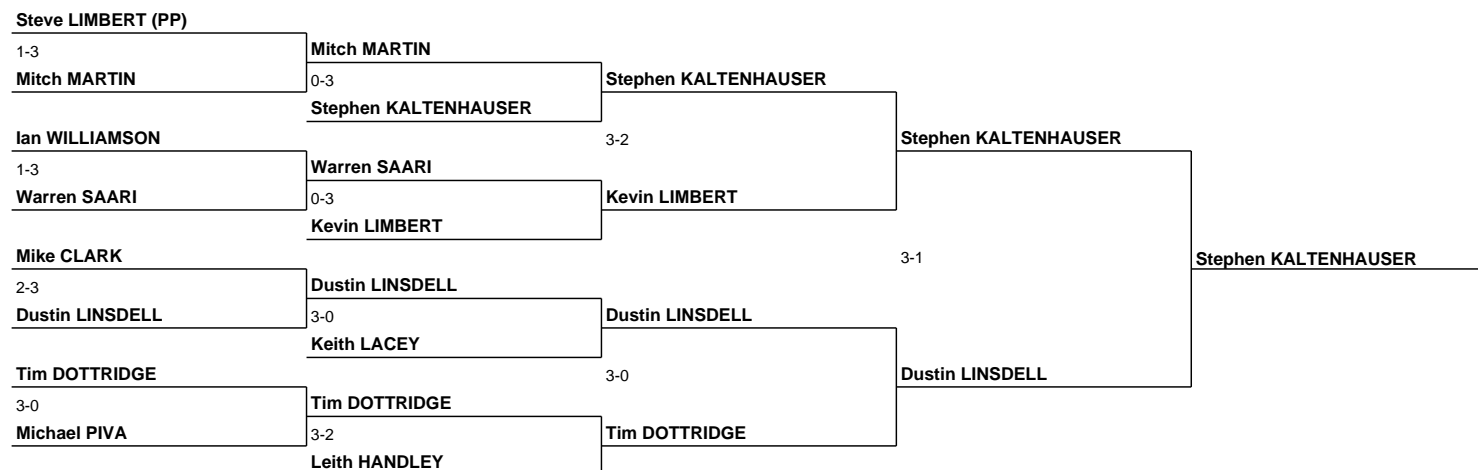 Steve LIMBERT (PP)
1-3
Mitch MARTIN
Mitch MARTIN
0-3
Stephen KALTENHAUSER
Stephen KALTENHAUSER
Ian WILLIAMSON
3-2
Stephen KALTENHAUSER
1-3
Warren SAARI
Warren SAARI
0-3
Kevin LIMBERT
Kevin LIMBERT
Mike CLARK
3-1
Stephen KALTENHAUSER
2-3
Dustin LINSDELL
Dustin LINSDELL
3-0
Dustin LINSDELL
Keith LACEY
Tim DOTTRIDGE
3-0
Dustin LINSDELL
3-0
Tim DOTTRIDGE
Michael PIVA
3-2
Tim DOTTRIDGE
Leith HANDLEY